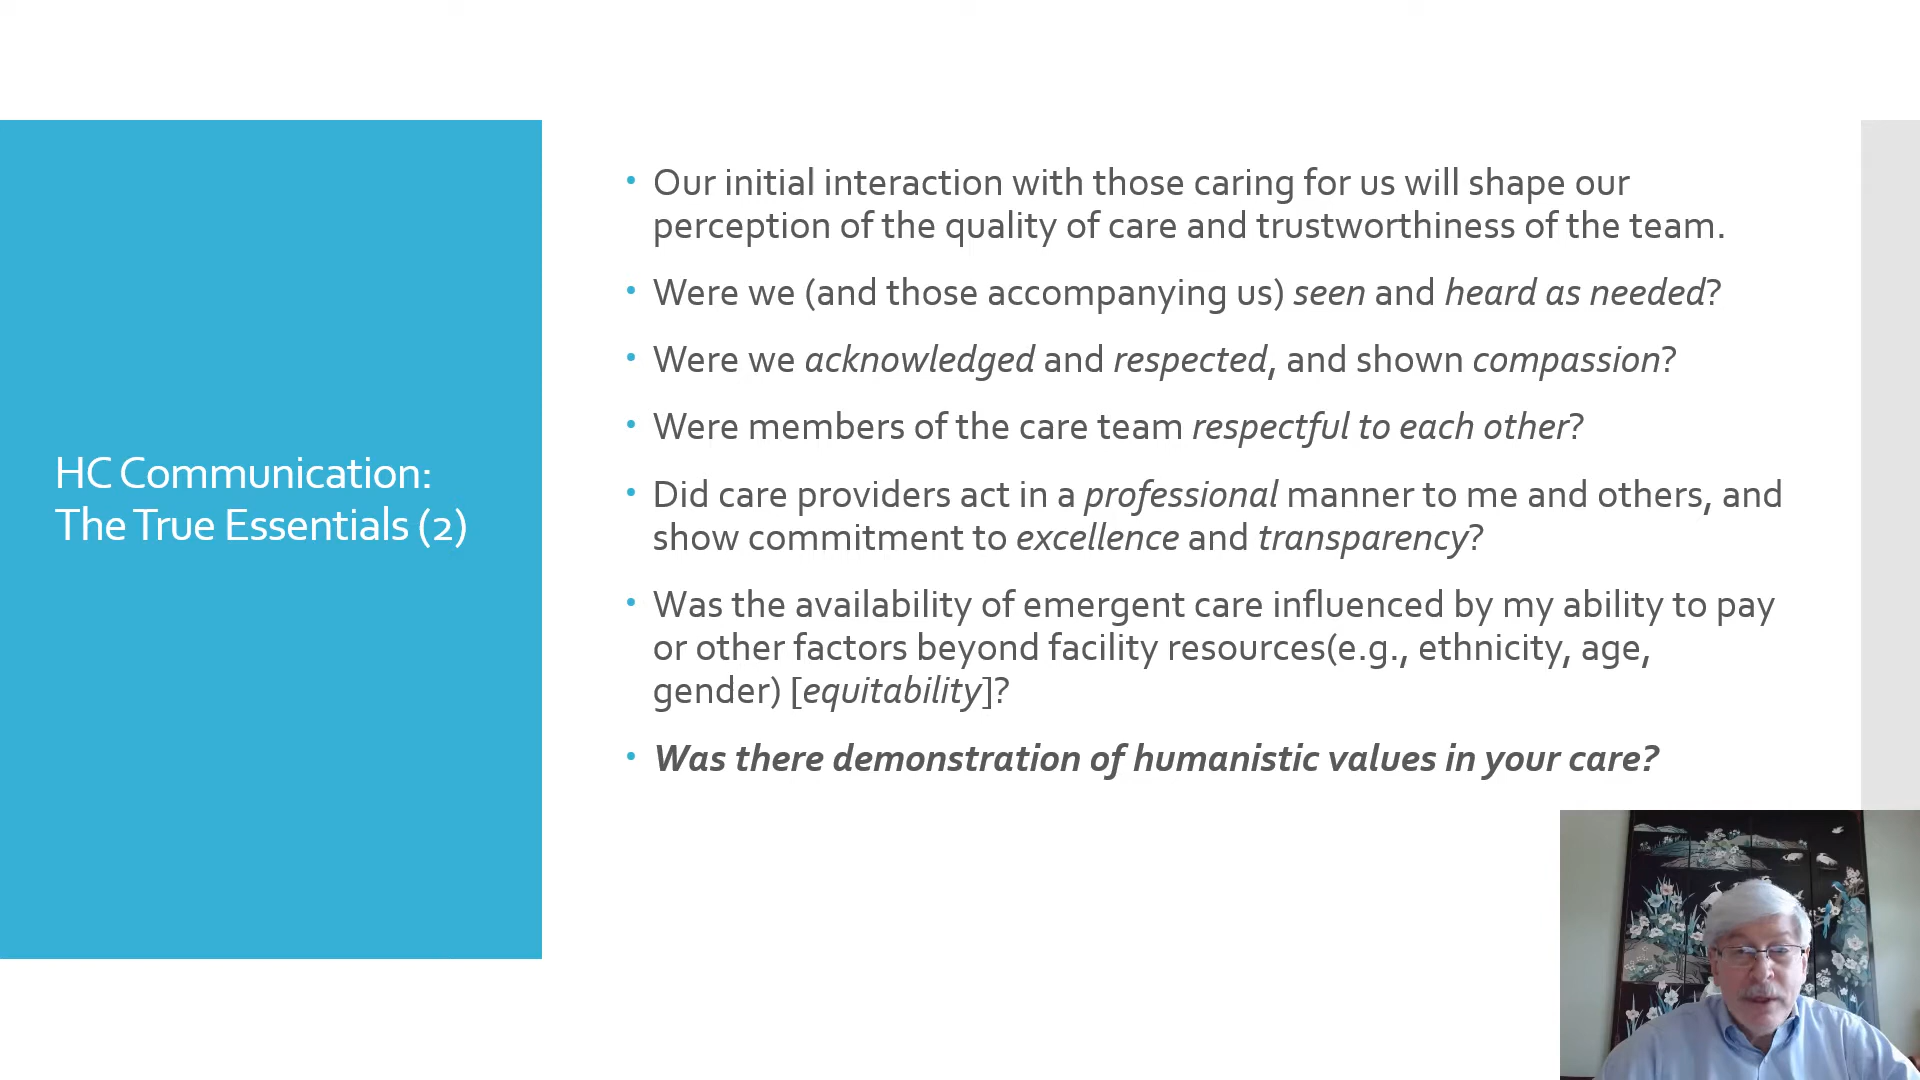 HC Communication:
The True Essentials (2)
• Our initial interaction with those caring for us will shape our
perception of the quality of care and trustworthiness of the team.
• Were we (and those accompanying us) seen and heard as needed?
• Were we acknowledged and respected, and shown compassion?
• Were members of the care team respectful to each other?
• Did care providers act in a professional manner to me and others, and
show commitment to excellence and transparency?
• Was the availability of emergent care influenced by my ability to pay
or other factors beyond facility resources(e.g., ethnicity, age,
gender) [equitability]?
• Was there demonstration of humanistic values in your care?